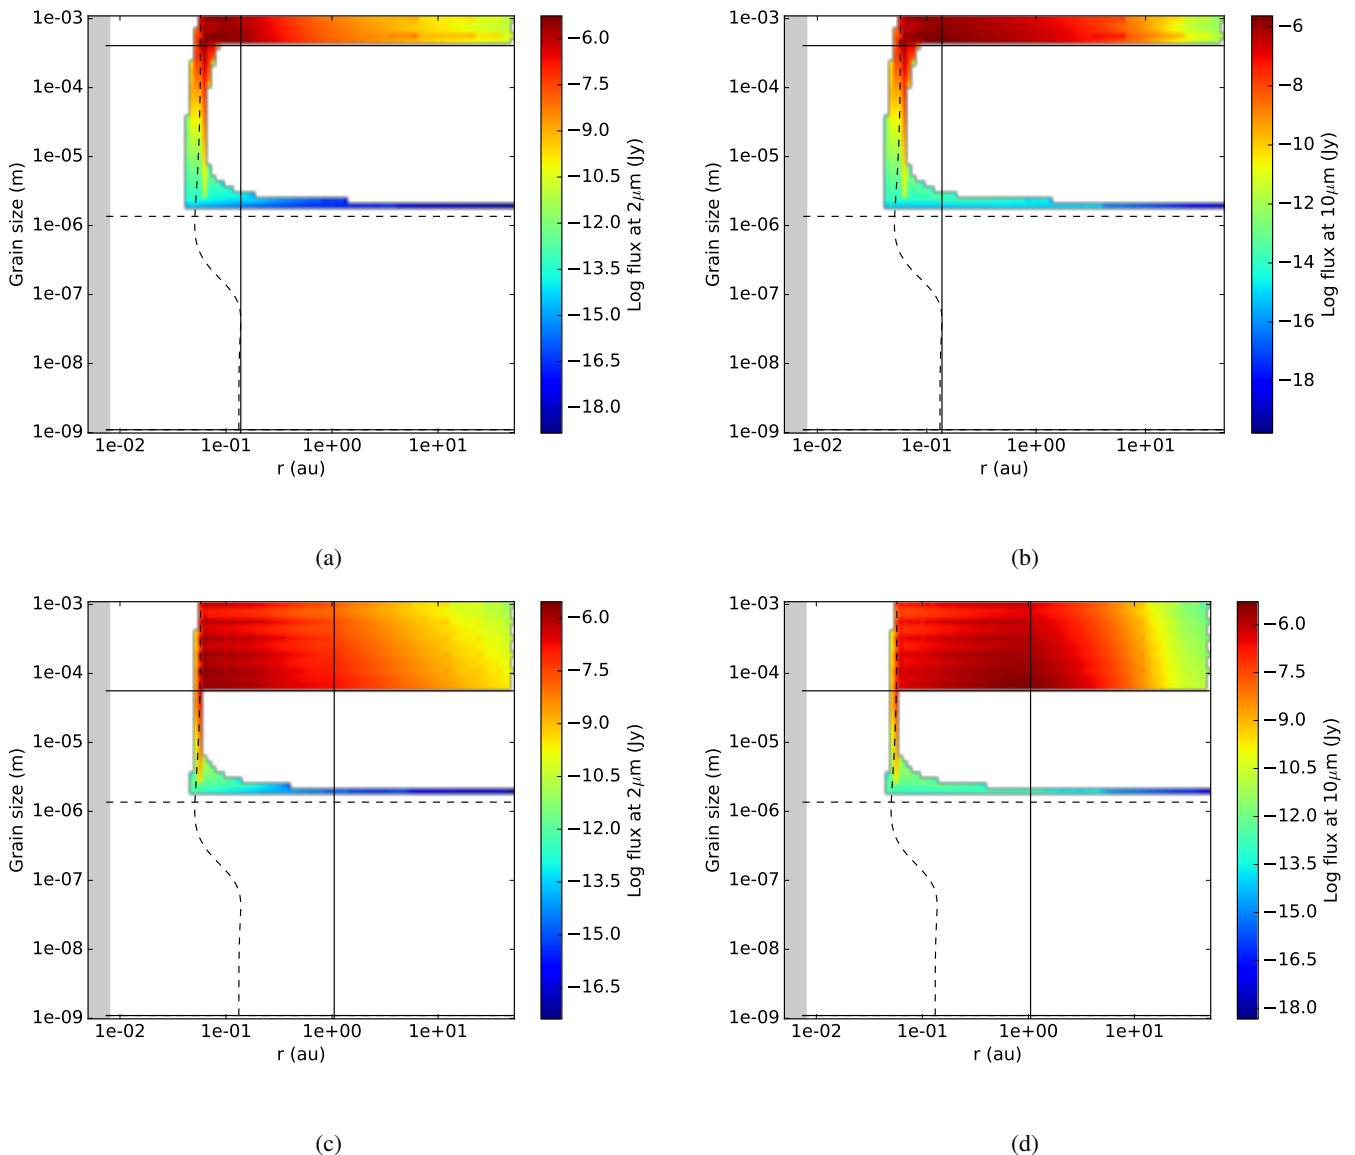 1e-03
1e-04
1e-05
1e-06
1e-07
1e-08
1e-09
Grain size (m)
1e-02 1e-01 1e+00 1e+01
r (au)
−6.0
−7.5
−9.0
−10.5
−12.0
−13.5
−15.0
−16.5
−18.0
Log flux at 2μm (Jy)
(a)
1e-03
1e-04
1e-05
1e-06
1e-07
1e-08
1e-09
Grain size (m)
1e-02 1e-01 1e+00 1e+01
r (au)
−6
−8
−10
−12
−14
−16
−18
Log flux at 10μm (Jy)
(b)
1e-03
1e-04
1e-05
1e-06
1e-07
1e-08
1e-09
Grain size (m)
1e-02 1e-01 1e+00 1e+01
r (au)
−6.0
−7.5
−9.0
−10.5
−12.0
−13.5
−15.0
−16.5
Log flux at 2μm (Jy)
(c)
1e-03
1e-04
1e-05
1e-06
1e-07
1e-08
1e-09
Grain size (m)
1e-02 1e-01 1e+00 1e+01
r (au)
−6.0
−7.5
−9.0
−10.5
−12.0
−13.5
−15.0
−16.5
−18.0
Log flux at 10μm (Jy)
(d)